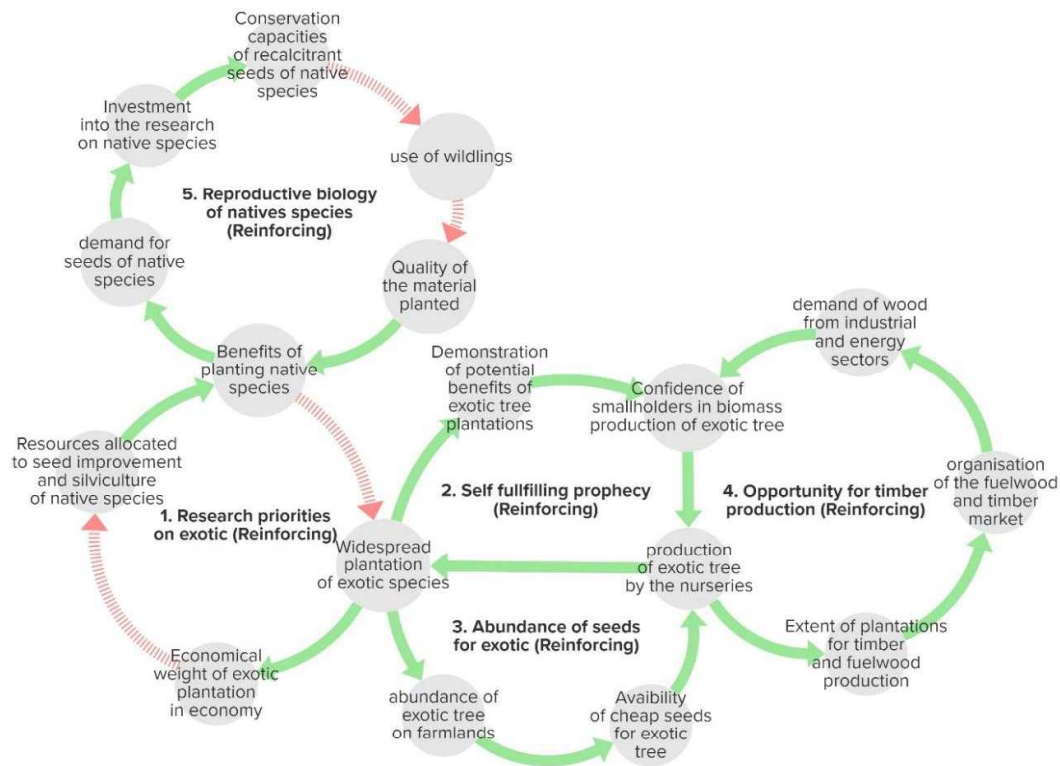 Conservation
capacities
of recalcitrant
seeds of native
species
Investment
into the research
on native species
use of wildlings
5. Reproductive biology
of natives species
(Reinforcing)
demand for
seeds of native
species
Quality of
the material
planted
demand of wood
from industrial
and energy
sectors
Benefits of
planting native
species
Demonstration
of potential
benefits of
exotic tree
plantations
Confidence of
smallholders in biomass
production of exotic tree
Resources allocated
to seed improvement
and silviculture
of native species
organisation
of the fuelwood
and timber
market
2. Self fullfilling prophecy
(Reinforcing)
4. Opportunity for timber
production (Reinforcing)
1. Research priorities
on exotic (Reinforcing)
Widespread
plantation
of exotic species
production
of exotic tree
by the nurseries
3. Abundance of seeds
for exotic (Reinforcing)
Extent of plantations
for timber
and fuelwood
production
Economical
weight of exotic
plantation
in economy
abundance of
exotic tree
on farmlands
Avaibility
of cheap seeds
for exotic
tree